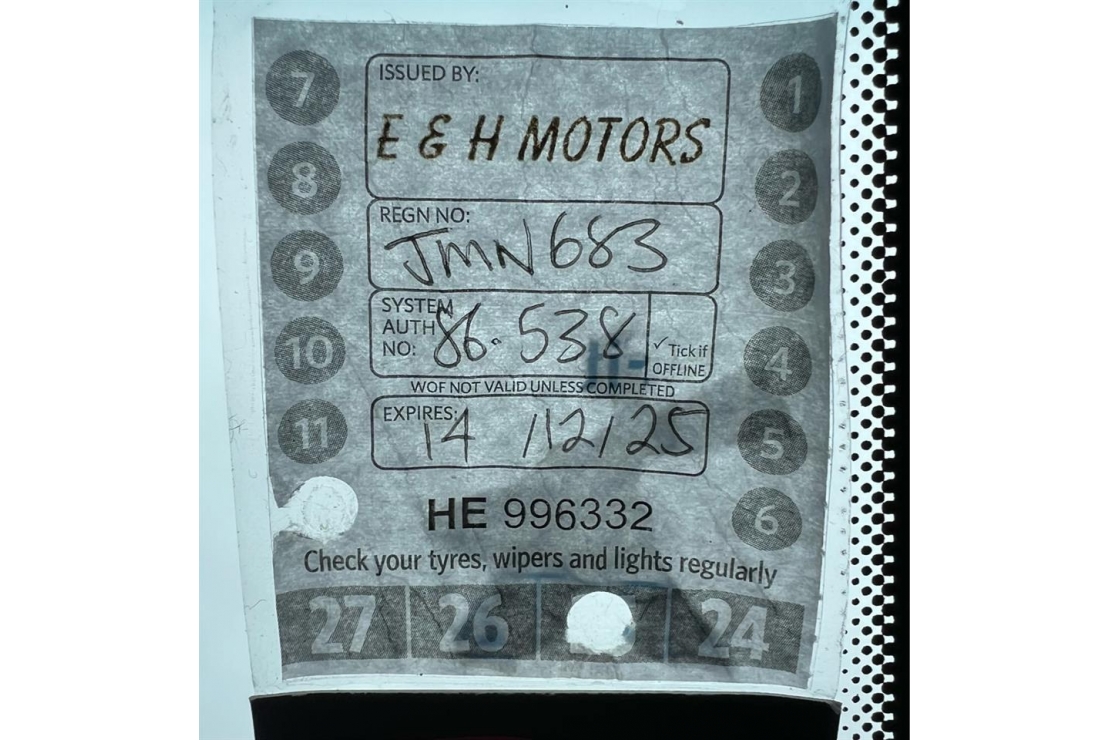 ISSUED BY:
E & H MOTORS
REGN NO:
JMN683
SYSTEM
AUTH
NO:
86.538
✓ Tick if
OFFLINE
WOF NOT VALID UNLESS COMPLETED
EXPIRES:
14 /12/25
HE 996332
Check your tyres, wipers and lights regularly
7
8
9
10
11
1
2
3
4
5
6
27 26 24